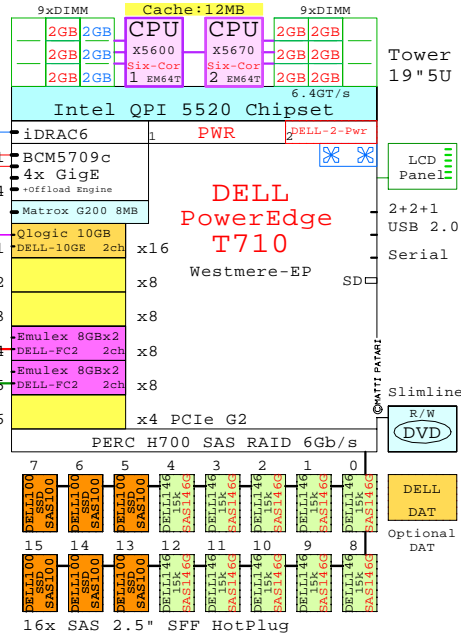 Cache:12MB
9xDIMM
9xDIMM
2GB 2GB
2GB 2GB
2GB 2GB
CPU
X5600
Six-Cor
1 EM64T
CPU
X5670
Six-Cor
2 EM64T
2GB 2GB
2GB 2GB
2GB 2GB
Tower
19"5U
6.4GT/s
Intel QPI 5520 Chipset
iDRAC6
1 PWR 2
DELL-2-Pwr
BCM5709c
4x GigE
+Offload Engine
LCD
Panel
Matrox G200 8MB
DELL
PowerEdge
T710
Westmere-EP
2+2+1
USB 2.0
Serial
SD
Qlogic 10GB
DELL-10GE 2ch
x16
x8
x8
Emulex 8GBx2
DELL-FC2 2ch
x8
Emulex 8GBx2
DELL-FC2 2ch
x8
x4 PCIe G2
©MATTI PATARI
Slimline
R/W
DVD
PERC H700 SAS RAID 6Gb/s
7 6 5 4 3 2 1 0
DELL100
SSD
SAS100
DELL100
SSD
SAS100
DELL100
SSD
SAS100
DELL146
15k
SAS146G
DELL146
15k
SAS146G
DELL146
15k
SAS146G
DELL146
15k
SAS146G
DELL146
15k
SAS146G
DELL
DAT
Optional
DAT
15 14 13 12 11 10 9 8
DELL100
SSD
SAS100
DELL100
SSD
SAS100
DELL100
SSD
SAS100
DELL146
15k
SAS146G
DELL146
15k
SAS146G
DELL146
15k
SAS146G
DELL146
15k
SAS146G
DELL146
15k
SAS146G
16x SAS 2.5" SFF HotPlug